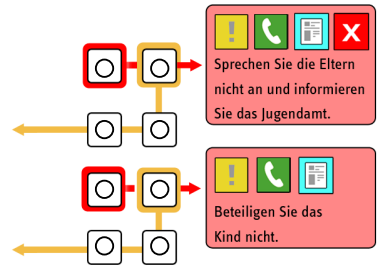 !
X
Sprechen Sie die Eltern
nicht an und informieren
Sie das Jugendamt.
!
Beteiligen Sie das
Kind nicht.